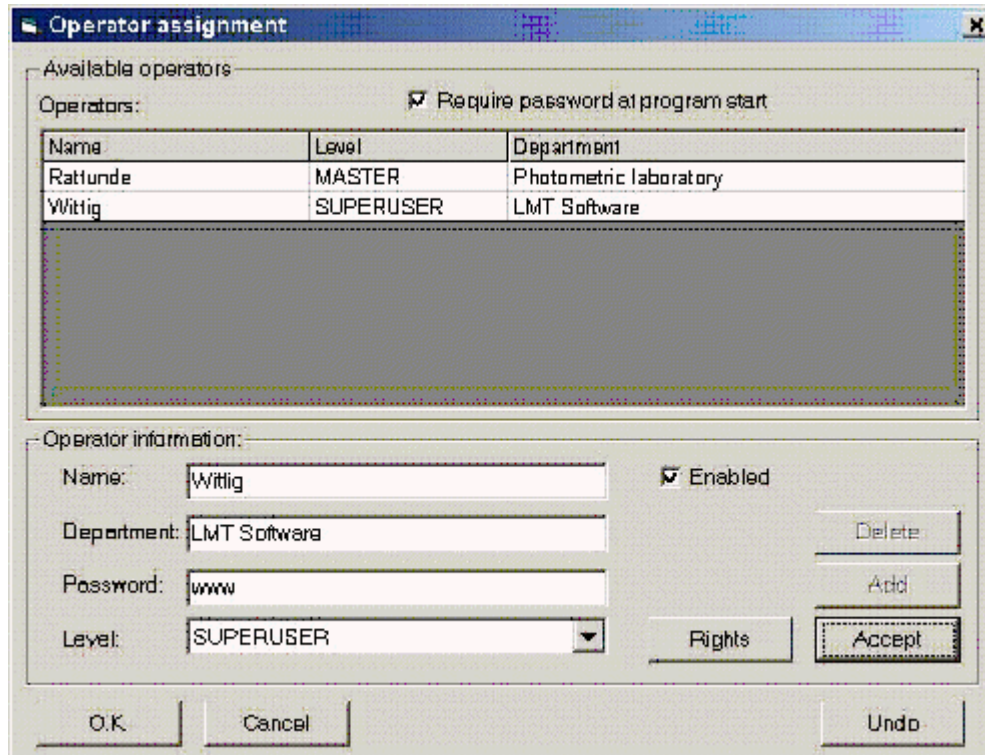 Operator assignment
Available operators
Operators:
Require password at program start
Name Level Department
Rattunde MASTER Photometric laboratory
Wittig SUPERUSER LMT Software
Operator information:
Name: Wittig
Enabled
Department: LMT Software
Delete
Password: www
Add
Level: SUPERUSER
Rights
Accept
O.K.
Cancel
Undo